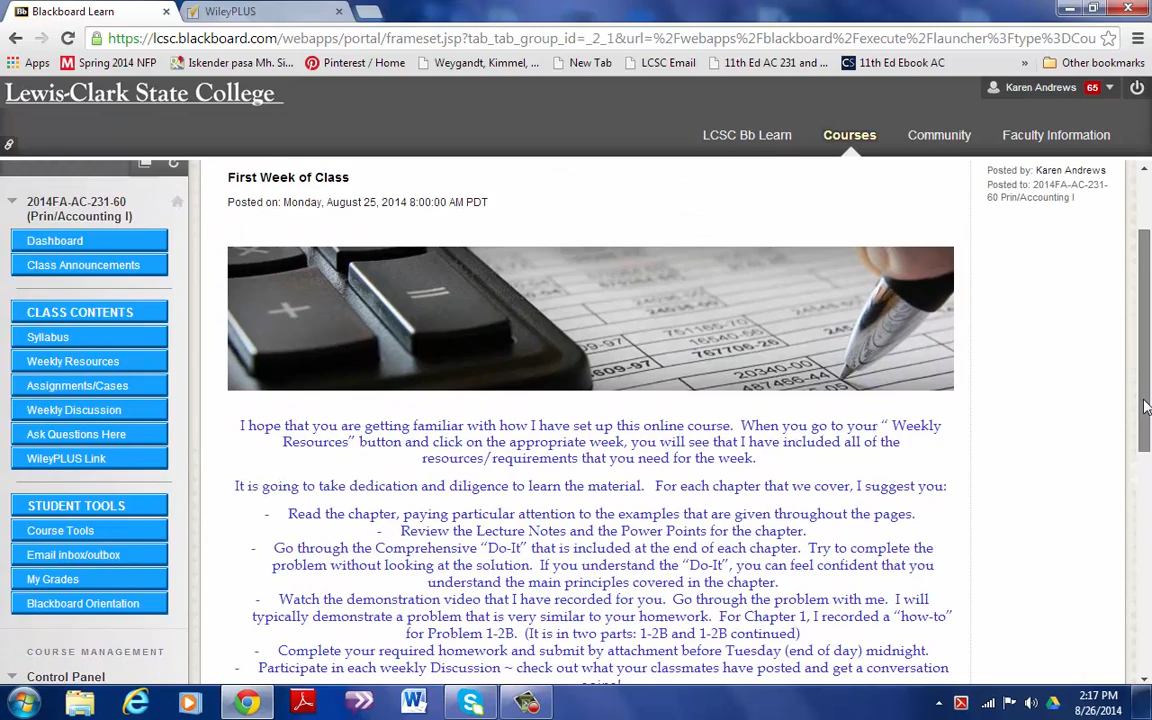 Blackboard Learn
WileyPLUS
https://lcsc.blackboard.com/webapps/portal/frameset.jsp?tab_tab_group_id=_2_1&url=%2Fwebapps%2Fblackboard%2Fexecute%2Flauncher%3Ftype%3DCou
Apps
Spring 2014 NFP
Iskender pasa Mh. Si...
Pinterest / Home
Weygandt, Kimmel, ...
New Tab
LCSC Email
11th Ed AC 231 and ...
11th Ed Ebook AC
»
Other bookmarks
Lewis-Clark State College
Karen Andrews 65
LCSC Bb Learn
Courses
Community
Faculty Information
2014FA-AC-231-60
(Prin/Accounting I)
Dashboard
Class Announcements
CLASS CONTENTS
Syllabus
Weekly Resources
Assignments/Cases
Weekly Discussion
Ask Questions Here
WileyPLUS Link
STUDENT TOOLS
Course Tools
Email inbox/outbox
My Grades
Blackboard Orientation
COURSE MANAGEMENT
Control Panel
First Week of Class
Posted on: Monday, August 25, 2014 8:00:00 AM PDT
Posted by: Karen Andrews
Posted to: 2014FA-AC-231-
60 Prin/Accounting I
I hope that you are getting familiar with how I have set up this online course. When you go to your “ Weekly
Resources” button and click on the appropriate week, you will see that I have included all of the
resources/requirements that you need for the week.
It is going to take dedication and diligence to learn the material. For each chapter that we cover, I suggest you:
- Read the chapter, paying particular attention to the examples that are given throughout the pages.
- Review the Lecture Notes and the Power Points for the chapter.
- Go through the Comprehensive “Do-It” that is included at the end of each chapter. Try to complete the
problem without looking at the solution. If you understand the “Do-It”, you can feel confident that you
understand the main principles covered in the chapter.
- Watch the demonstration video that I have recorded for you. Go through the problem with me. I will
typically demonstrate a problem that is very similar to your homework. For Chapter 1, I recorded a “how-to”
for Problem 1-2B. (It is in two parts: 1-2B and 1-2B continued)
- Complete your required homework and submit by attachment before Tuesday (end of day) midnight.
- Participate in each weekly Discussion ~ check out what your classmates have posted and get a conversation
2:17 PM
8/26/2014